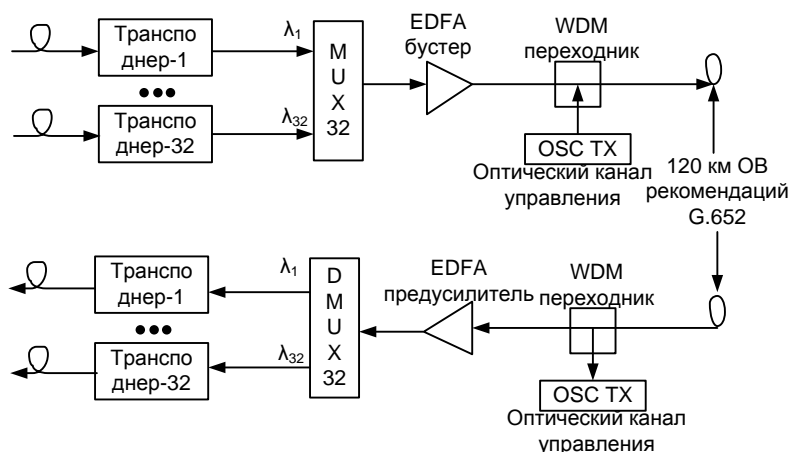 Транспо
днер-1
λ1
M
U
X
32
EDFA
бустер
WDM
переходник
Транспо
днер-32
λ32
OSC TX
Оптический канал
управления
120 км ОВ
рекомендаций
G.652
Транспо
днер-1
λ1
D
M
U
X
32
EDFA
предусилитель
WDM
переходник
Транспо
днер-32
λ32
OSC TX
Оптический канал
управления